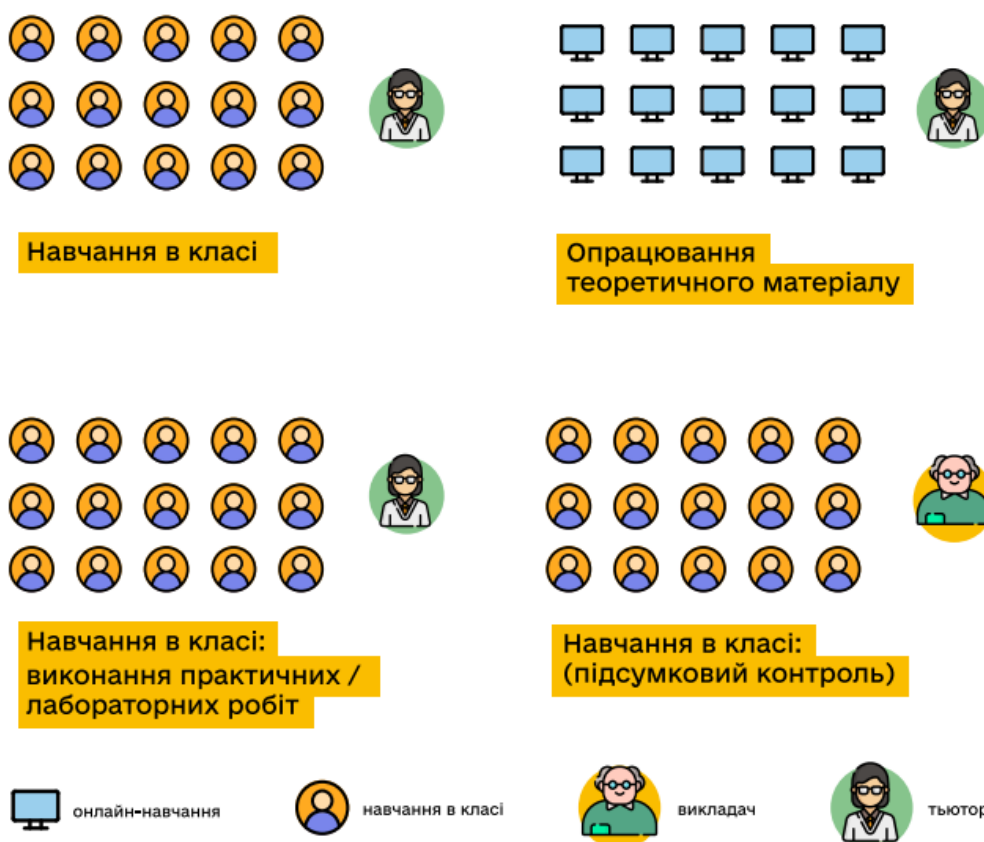 Навчання в класі
Опрацювання
теоретичного матеріалу
Навчання в класі:
виконання практичних /
лабораторних робіт
Навчання в класі:
(підсумковий контроль)
онлайн-навчання
навчання в класі
викладач
тьютор